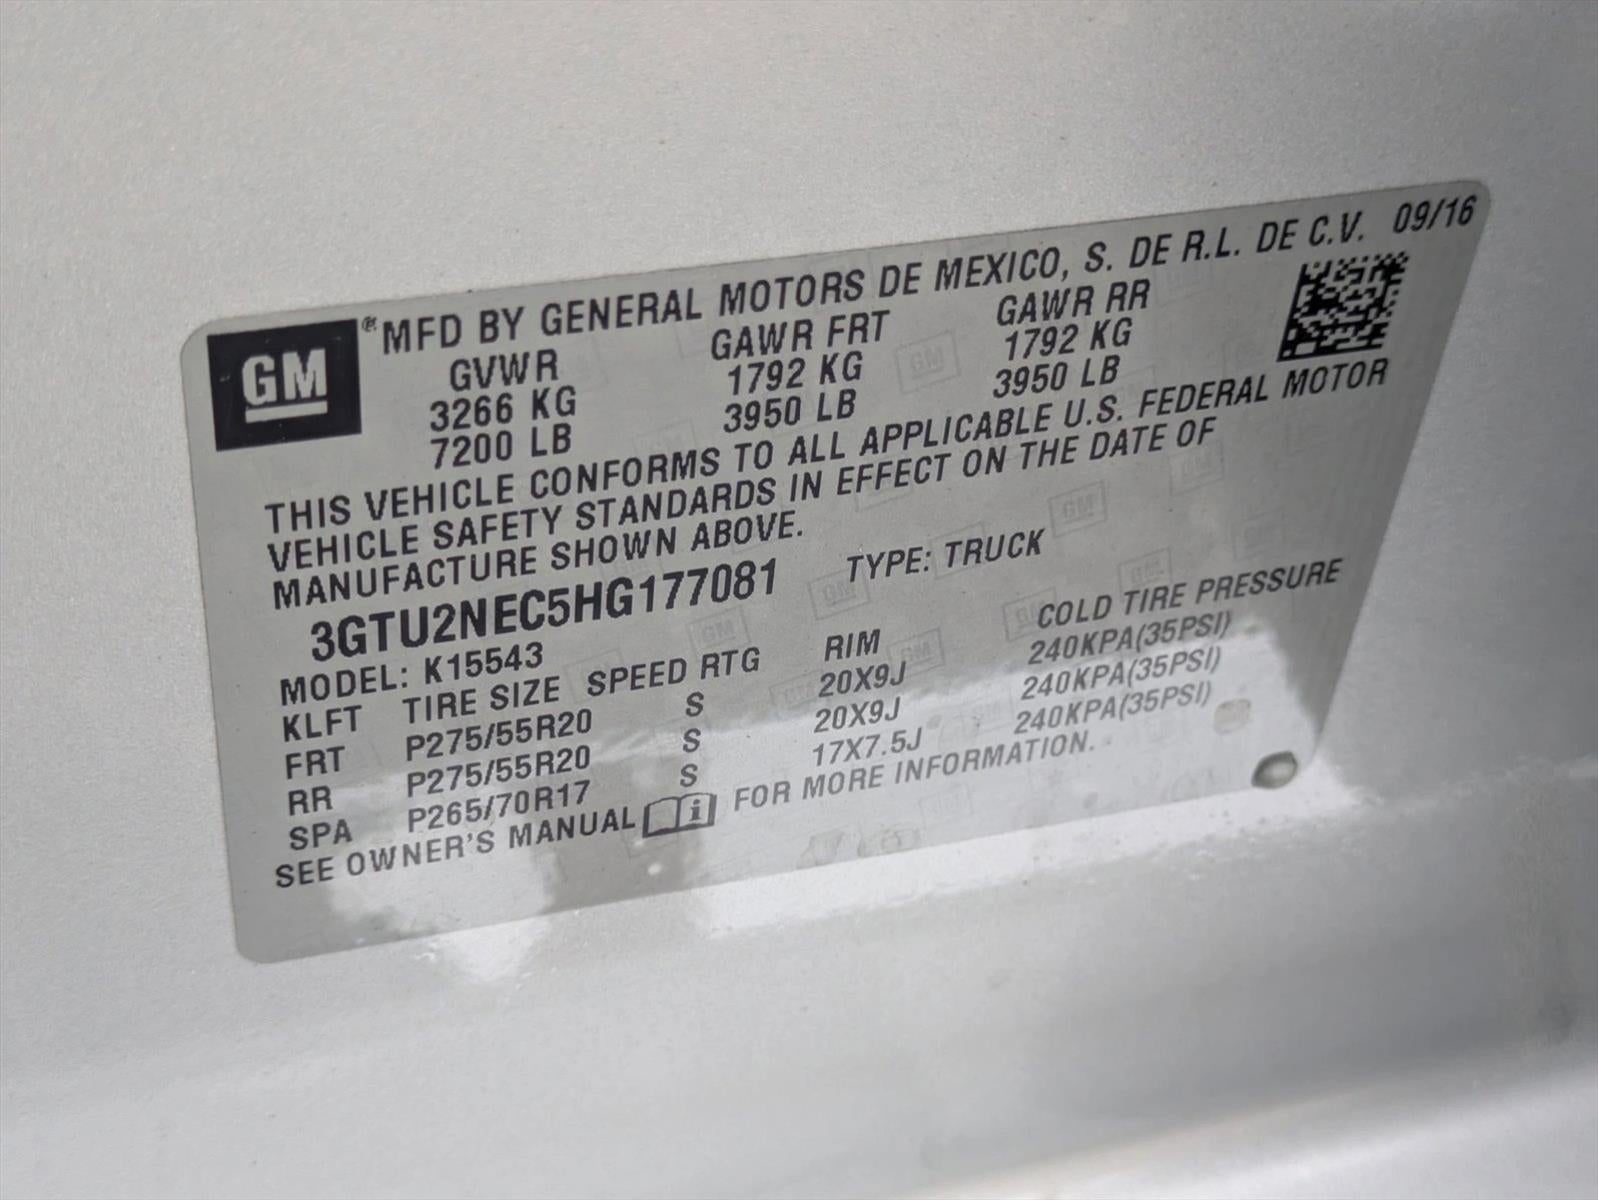 GM ® MFD BY GENERAL MOTORS DE MEXICO, S. DE R.L. DE C.V. 09/16
GVWR GAWR FRT GAWR RR
3266 KG 1792 KG 1792 KG
7200 LB 3950 LB 3950 LB
THIS VEHICLE CONFORMS TO ALL APPLICABLE U.S. FEDERAL MOTOR
VEHICLE SAFETY STANDARDS IN EFFECT ON THE DATE OF
MANUFACTURE SHOWN ABOVE.
3GTU2NEC5HG177081 TYPE: TRUCK
MODEL: K15543
KLFT TIRE SIZE SPEED RTG RIM COLD TIRE PRESSURE
FRT P275/55R20 S 20X9J 240KPA(35PSI)
RR P275/55R20 S 20X9J 240KPA(35PSI)
SPA P265/70R17 S 17X7.5J 240KPA(35PSI)
SEE OWNER'S MANUAL i FOR MORE INFORMATION.